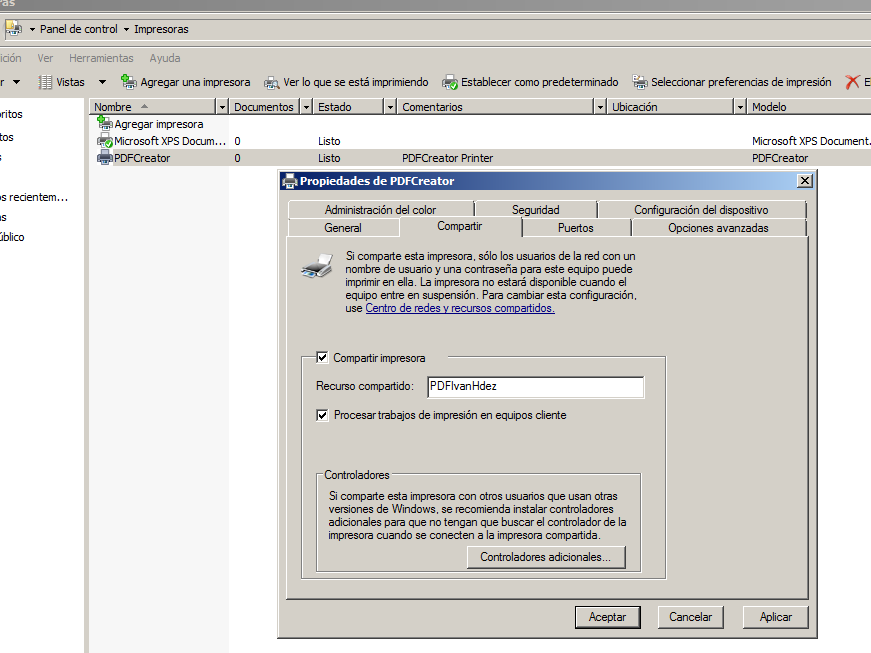 ras
Panel de control Impresoras
ición Ver Herramientas Ayuda
r Vistas Agregar una impresora Ver lo que se está imprimiendo Establecer como predeterminado Seleccionar preferencias de impresión E
Nombre Documentos Estado Comentarios Ubicación Modelo
oritos
tos
s
os recientem...
as
úblico
Agregar impresora
Microsoft XPS Docum... 0 Listo Microsoft XPS Document.
PDFCreator 0 Listo PDFCreator Printer PDFCreator
Propiedades de PDFCreator
Administración del color Seguridad Configuración del dispositivo
General Compartir Puertos Opciones avanzadas
Si comparte esta impresora, sólo los usuarios de la red con un
nombre de usuario y una contraseña para este equipo puede
imprimir en ella. La impresora no estará disponible cuando el
equipo entre en suspensión. Para cambiar esta configuración,
use Centro de redes y recursos compartidos.
Compartir impresora
Recurso compartido: PDFIvanHdez
Procesar trabajos de impresión en equipos cliente
Controladores
Si comparte esta impresora con otros usuarios que usan otras
versiones de Windows, se recomienda instalar controladores
adicionales para que no tengan que buscar el controlador de la
impresora cuando se conecten a la impresora compartida.
Controladores adicionales...
Aceptar Cancelar Aplicar